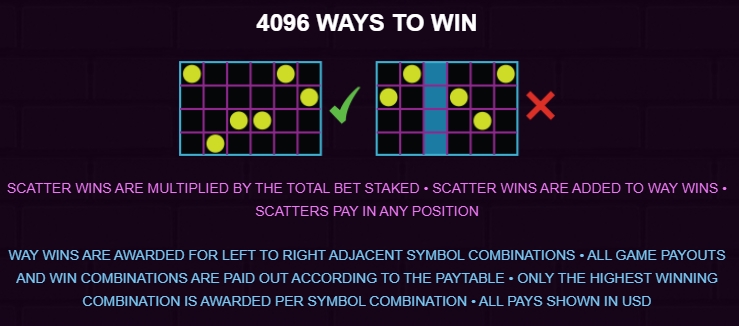 4096 WAYS TO WIN
SCATTER WINS ARE MULTIPLIED BY THE TOTAL BET STAKED • SCATTER WINS ARE ADDED TO WAY WINS •
SCATTERS PAY IN ANY POSITION
WAY WINS ARE AWARDED FOR LEFT TO RIGHT ADJACENT SYMBOL COMBINATIONS • ALL GAME PAYOUTS
AND WIN COMBINATIONS ARE PAID OUT ACCORDING TO THE PAYTABLE • ONLY THE HIGHEST WINNING
COMBINATION IS AWARDED PER SYMBOL COMBINATION • ALL PAYS SHOWN IN USD